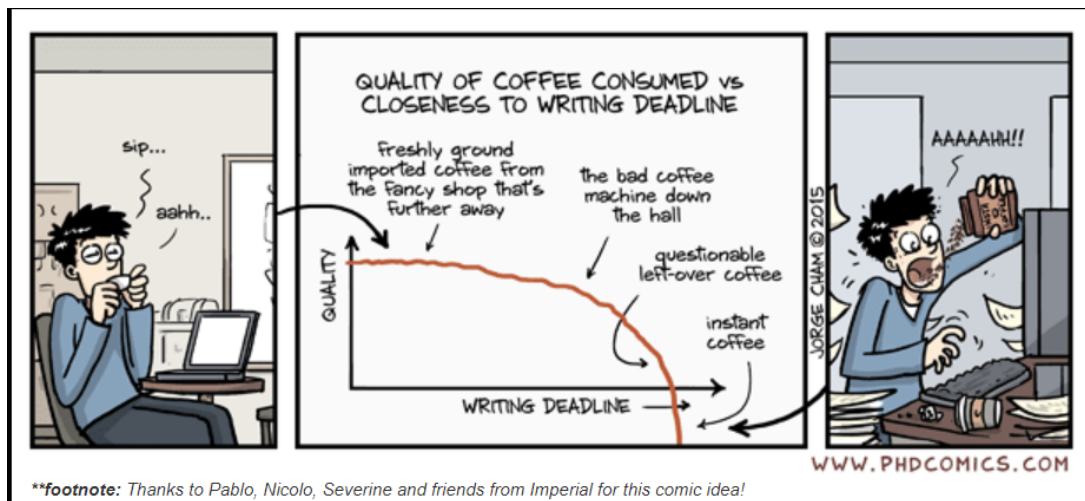 sip...
aahh..
QUALITY OF COFFEE CONSUMED vs
CLOSENESS TO WRITING DEADLINE
freshly ground
imported coffee from
the fancy shop that's
further away
the bad coffee
machine down
the hall
questionable
left-over coffee
instant
coffee
QUALITY
WRITING DEADLINE
AAAAAHH!!
JORGE CHAM © 2015
WWW.PHDCOMICS.COM
**footnote: Thanks to Pablo, Nicolo, Severine and friends from Imperial for this comic idea!